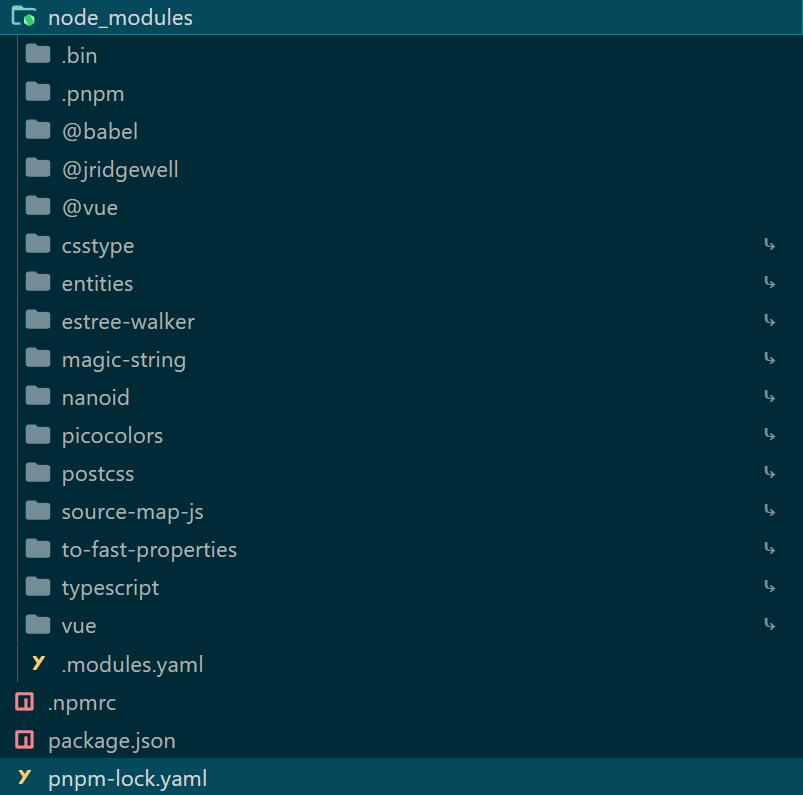 node_modules
.bin
.pnpm
@babel
@jridgewell
@vue
csstype
entities
estree-walker
magic-string
nanoid
picocolors
postcss
source-map-js
to-fast-properties
typescript
vue
.modules.yaml
.npmrc
package.json
pnpm-lock.yaml